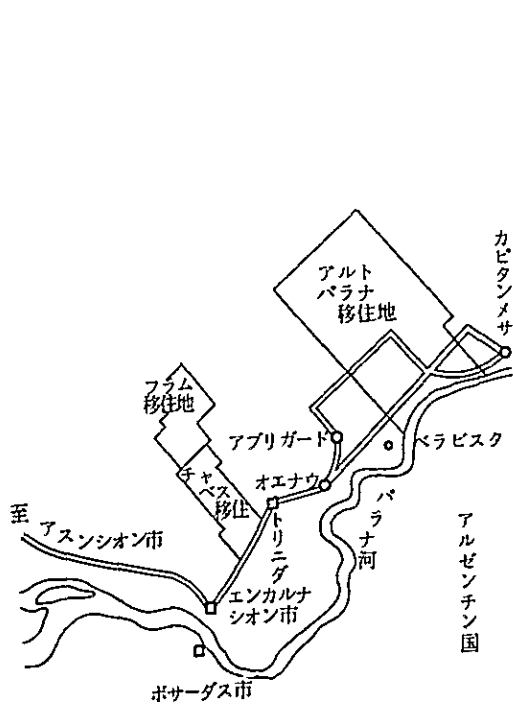 カピタンメサ
アルト
パラナ
移住地
フラム
移住地
アブリガード
ベラビスタ
オエナウ
チャ
ベス
移住
トリニダ
パラナ河
アルゼンチン国
至
アスンシオン市
エンカルナ
シオン市
ポサーダス市